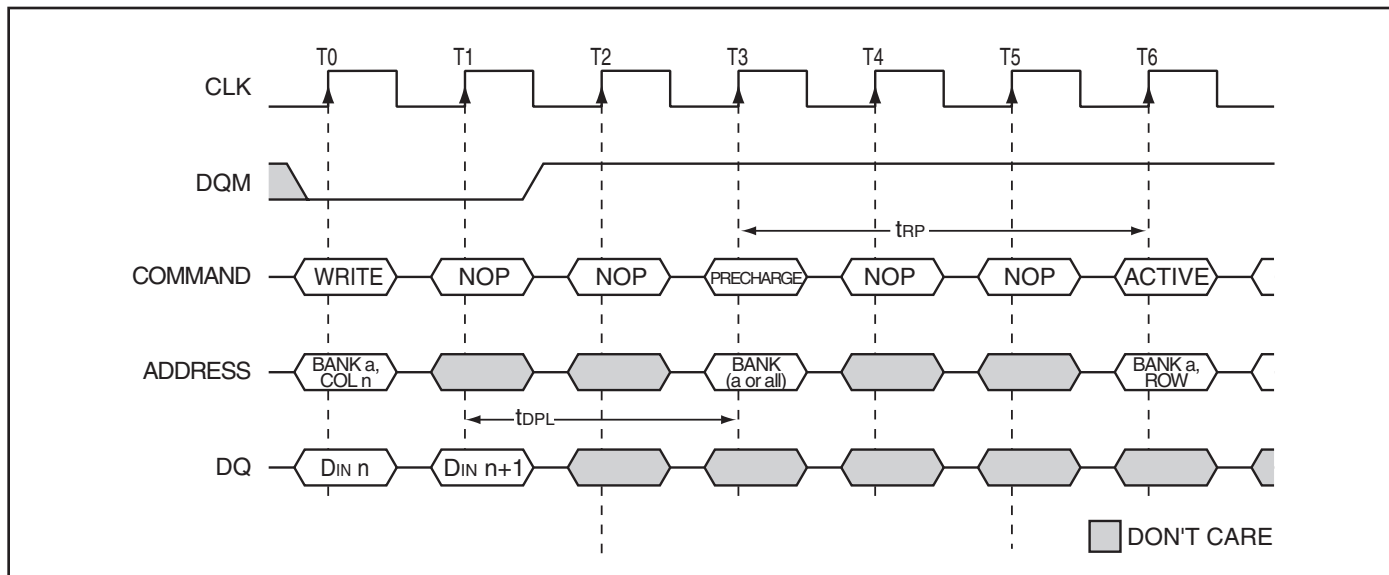 T0 T1 T2 T3 T4 T5 T6
CLK
DQM
tRP
COMMAND WRITE NOP NOP PRECHARGE NOP NOP ACTIVE
ADDRESS BANK a, COL n BANK (a or all) BANK a, ROW
tDPL
DQ DIN n DIN n+1
DON'T CARE